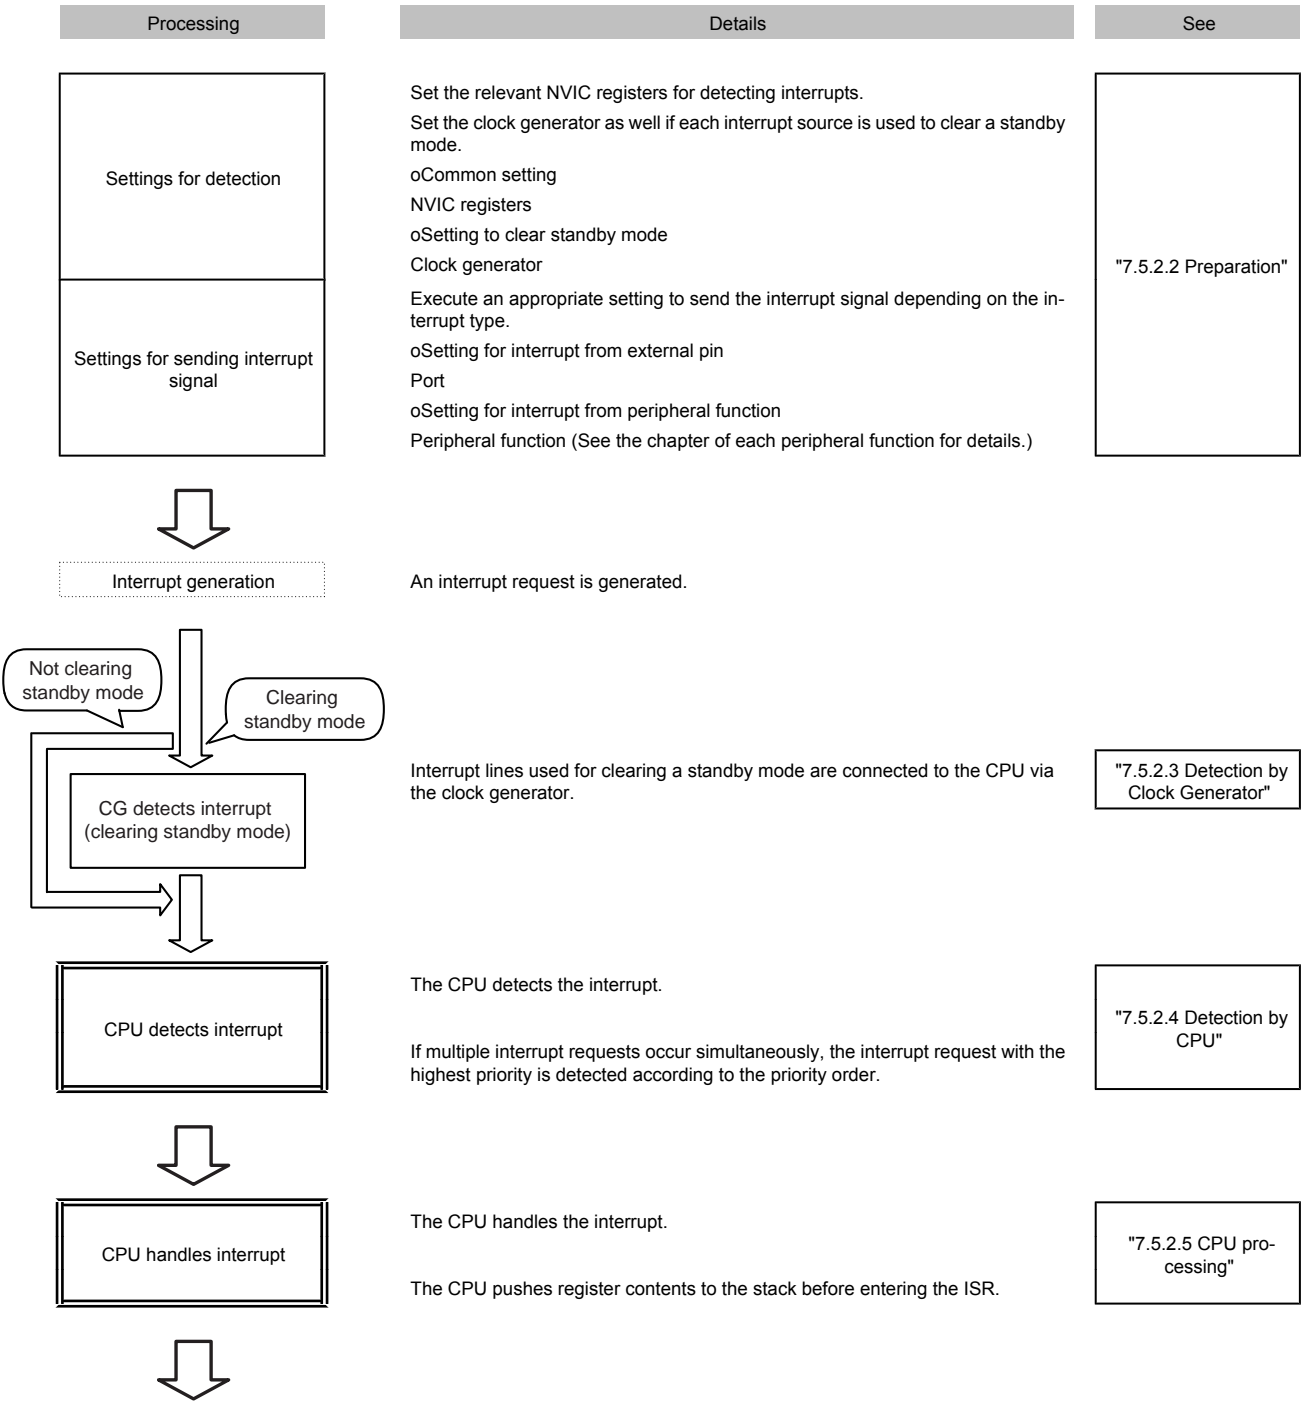 Processing
Details
See
Settings for detection
Set the relevant NVIC registers for detecting interrupts.
Set the clock generator as well if each interrupt source is used to clear a standby
mode.
oCommon setting
NVIC registers
oSetting to clear standby mode
Clock generator
"7.5.2.2 Preparation"
Settings for sending interrupt
signal
Execute an appropriate setting to send the interrupt signal depending on the in-
terrupt type.
oSetting for interrupt from external pin
Port
oSetting for interrupt from peripheral function
Peripheral function (See the chapter of each peripheral function for details.)
Interrupt generation
An interrupt request is generated.
Not clearing
standby mode
Clearing
standby mode
CG detects interrupt
(clearing standby mode)
Interrupt lines used for clearing a standby mode are connected to the CPU via
the clock generator.
"7.5.2.3 Detection by
Clock Generator"
CPU detects interrupt
The CPU detects the interrupt.
If multiple interrupt requests occur simultaneously, the interrupt request with the
highest priority is detected according to the priority order.
"7.5.2.4 Detection by
CPU"
CPU handles interrupt
The CPU handles the interrupt.
The CPU pushes register contents to the stack before entering the ISR.
"7.5.2.5 CPU pro-
cessing"